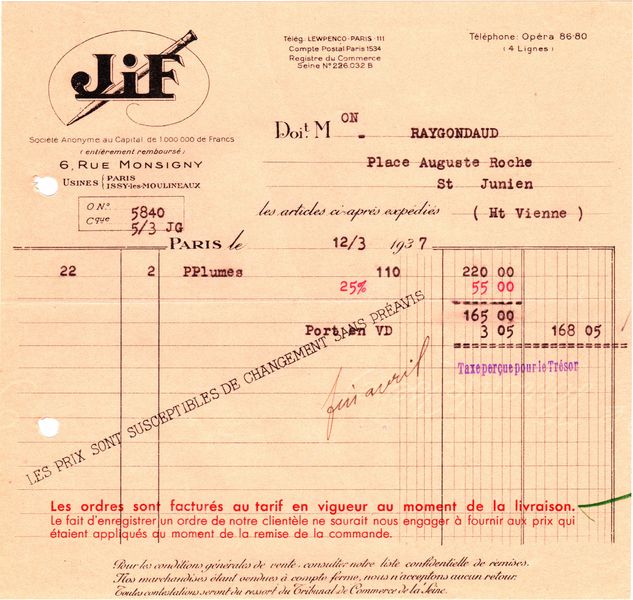 JiF
Télég. LEWPENCO-PARIS-111
Compte Postal Paris 1534
Registre du Commerce
Seine N° 226.032 B
Téléphone: Opéra 86-80
(4 Lignes)
Société Anonyme au Capital de 1.000.000 de Francs
(entièrement remboursé)
6, RUE MONSIGNY
USINES { PARIS
ISSY-les-MOULINEAUX
Doit M ON RAYGONDAUD
Place Auguste Roche
St Junien
les articles ci-après expédiés ( Ht Vienne )
O N° 5840
Cque 5/3 JG
PARIS le 12/3 1937
22 2 PPlumes 110 220 00
25% 55 00
165 00
Port en VD 3 05 168 05
Taxe perçue pour le Trésor
LES PRIX SONT SUSCEPTIBLES DE CHANGEMENT SANS PRÉAVIS
fin avril
Les ordres sont facturés au tarif en vigueur au moment de la livraison.
Le fait d'enregistrer un ordre de notre clientèle ne saurait nous engager à fournir aux prix qui
étaient appliqués au moment de la remise de la commande.
Pour les conditions générales de vente, consulter notre liste confidentielle de remises.
Nos marchandises étant vendues à compte ferme, nous n'acceptons aucun retour.
Toutes contestations seront du ressort du Tribunal de Commerce de la Seine.